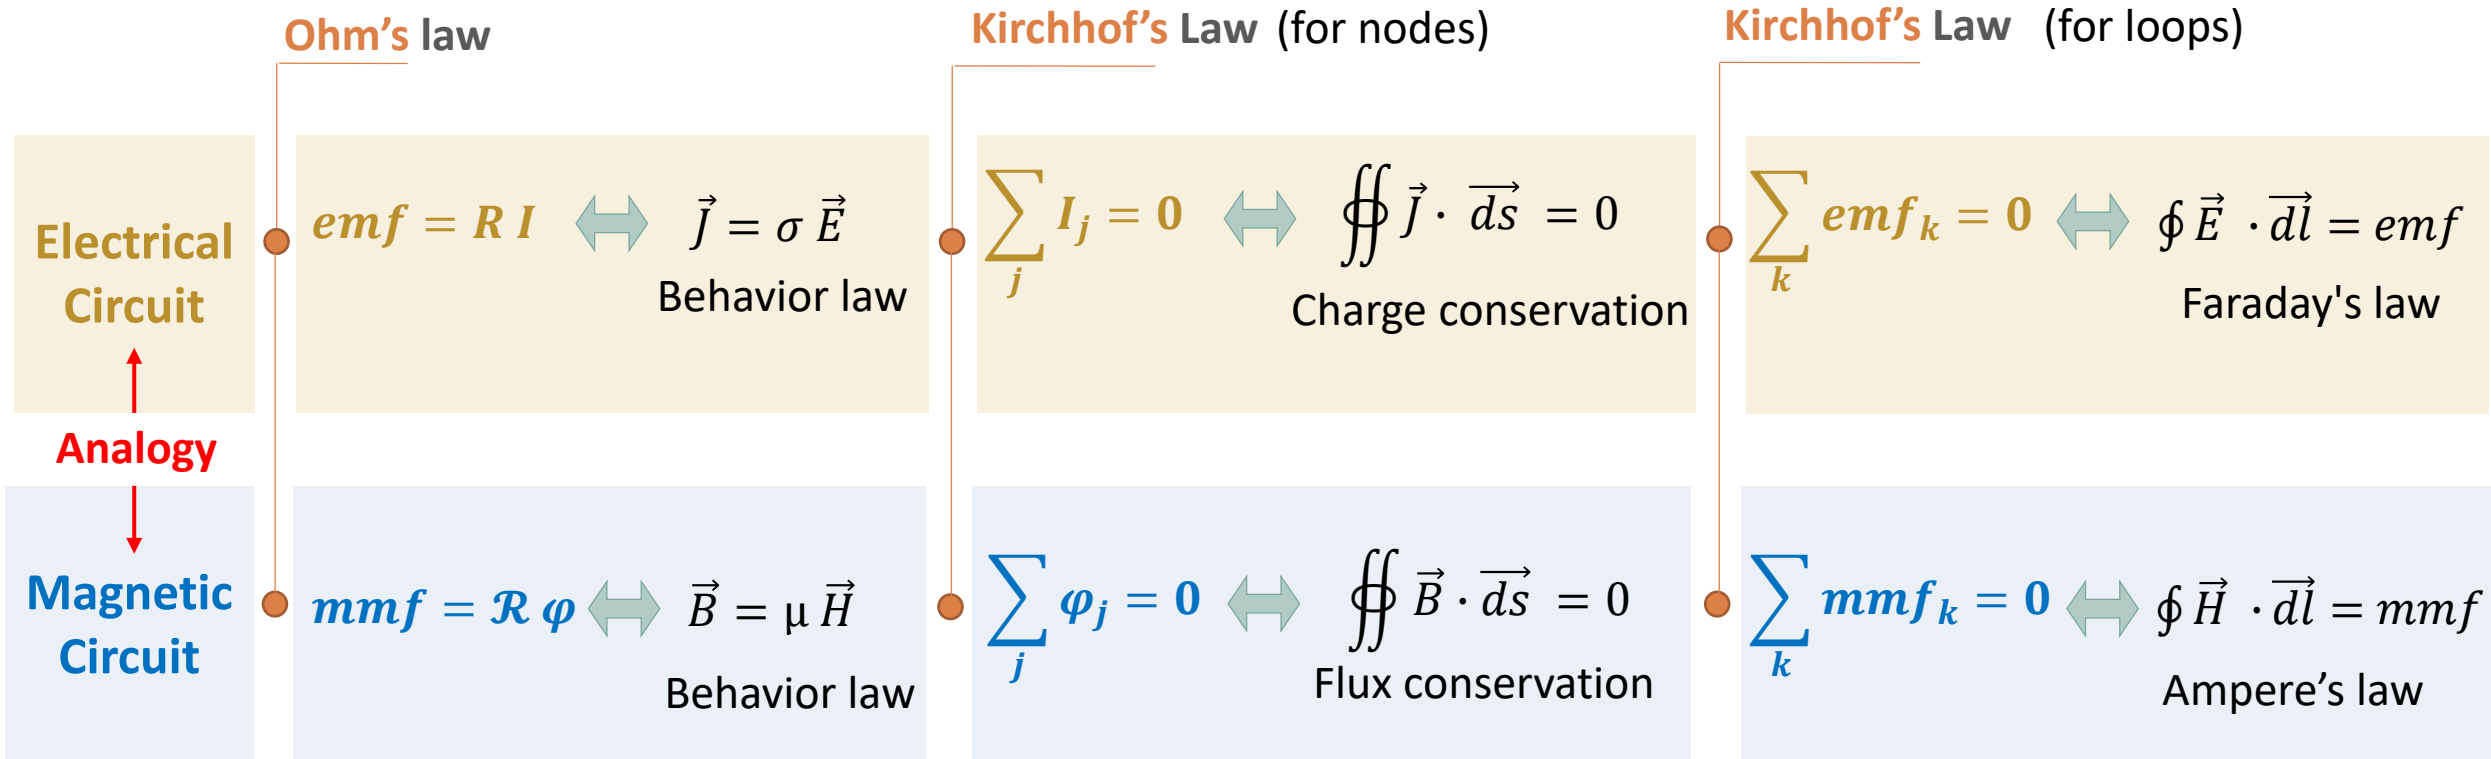 Ohm's law
Kirchhof's Law (for nodes)
Kirchhof's Law (for loops)
Electrical
Circuit
emf = R I
J⃗ = σ E⃗
Behavior law
∑_j I_j = 0
∯ J⃗ · ds⃗ = 0
Charge conservation
∑_k emf_k = 0
∮ E⃗ · dl⃗ = emf
Faraday's law
Analogy
Magnetic
Circuit
mmf = ℛ φ
B⃗ = μ H⃗
Behavior law
∑_j φ_j = 0
∯ B⃗ · ds⃗ = 0
Flux conservation
∑_k mmf_k = 0
∮ H⃗ · dl⃗ = mmf
Ampere’s law